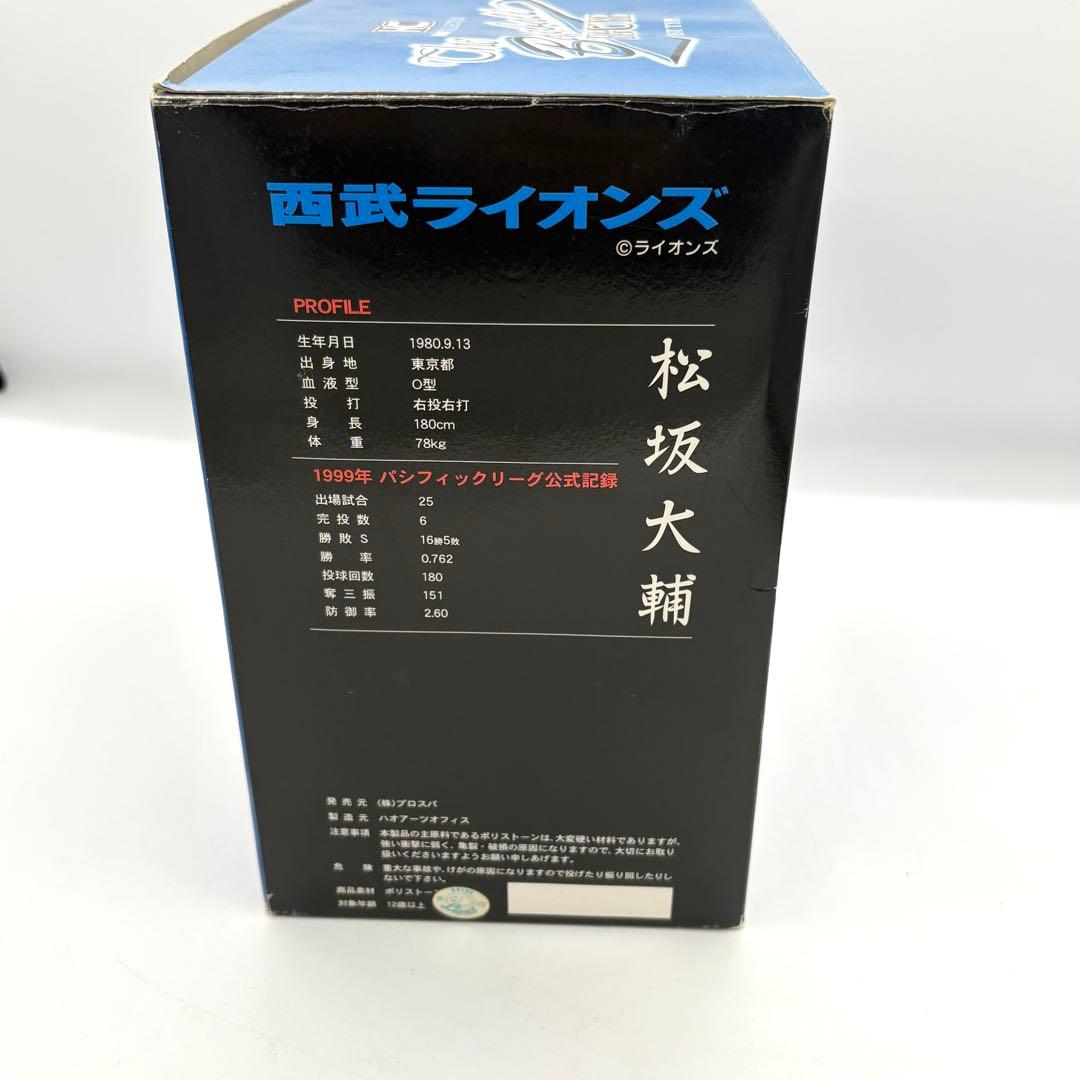 The
西武ライオンズ
©ライオンズ
PROFILE
生年月日 1980.9.13
出身地 東京都
血液型 O型
投打 右投右打
身長 180cm
体重 78kg
松坂大輔
1999年 パシフィックリーグ公式記録
出場試合 25
完投数 6
勝敗S 16勝5敗
勝率 0.762
投球回数 180
奪三振 151
防御率 2.60
発売元 (株)プロスパ
製造元 ハオアーツオフィス
注意事項 本製品の主原料であるポリストーンは、大変硬い材料でありますが、
強い衝撃に弱く、亀裂・破損の原因になりますので、大切にお取り
扱いくださいますようお願い申しあげます。
危険 重大な事故や、けがの原因になりますので投げたり振り回したりし
ないで下さい。
商品素材 ポリストー
対象年齢 12歳以上